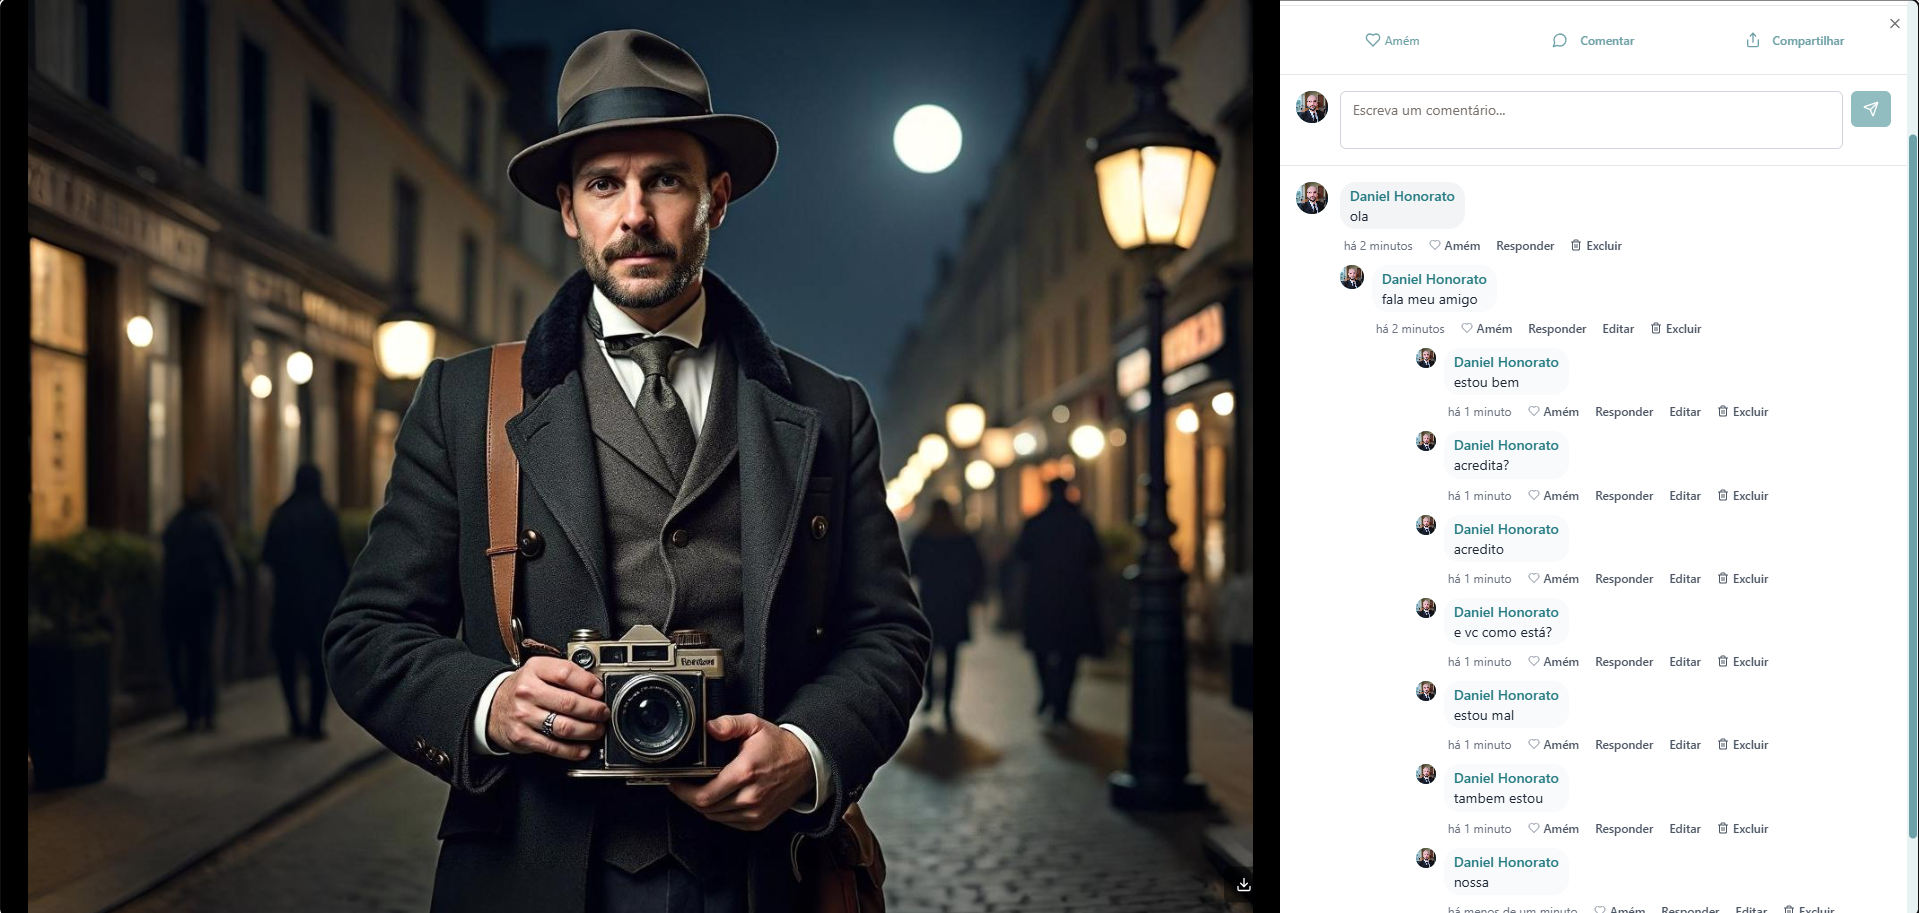 Amém
Comentar
Compartilhar
Escreva um comentário...
Daniel Honorato
ola
há 2 minutos Amém Responder Excluir
Daniel Honorato
fala meu amigo
há 2 minutos Amém Responder Editar Excluir
Daniel Honorato
estou bem
há 1 minuto Amém Responder Editar Excluir
Daniel Honorato
acredita?
há 1 minuto Amém Responder Editar Excluir
Daniel Honorato
acredito
há 1 minuto Amém Responder Editar Excluir
Daniel Honorato
e vc como está?
há 1 minuto Amém Responder Editar Excluir
Daniel Honorato
estou mal
há 1 minuto Amém Responder Editar Excluir
Daniel Honorato
tambem estou
há 1 minuto Amém Responder Editar Excluir
Daniel Honorato
nossa
há menos de um minuto Amém Responder Editar Excluir